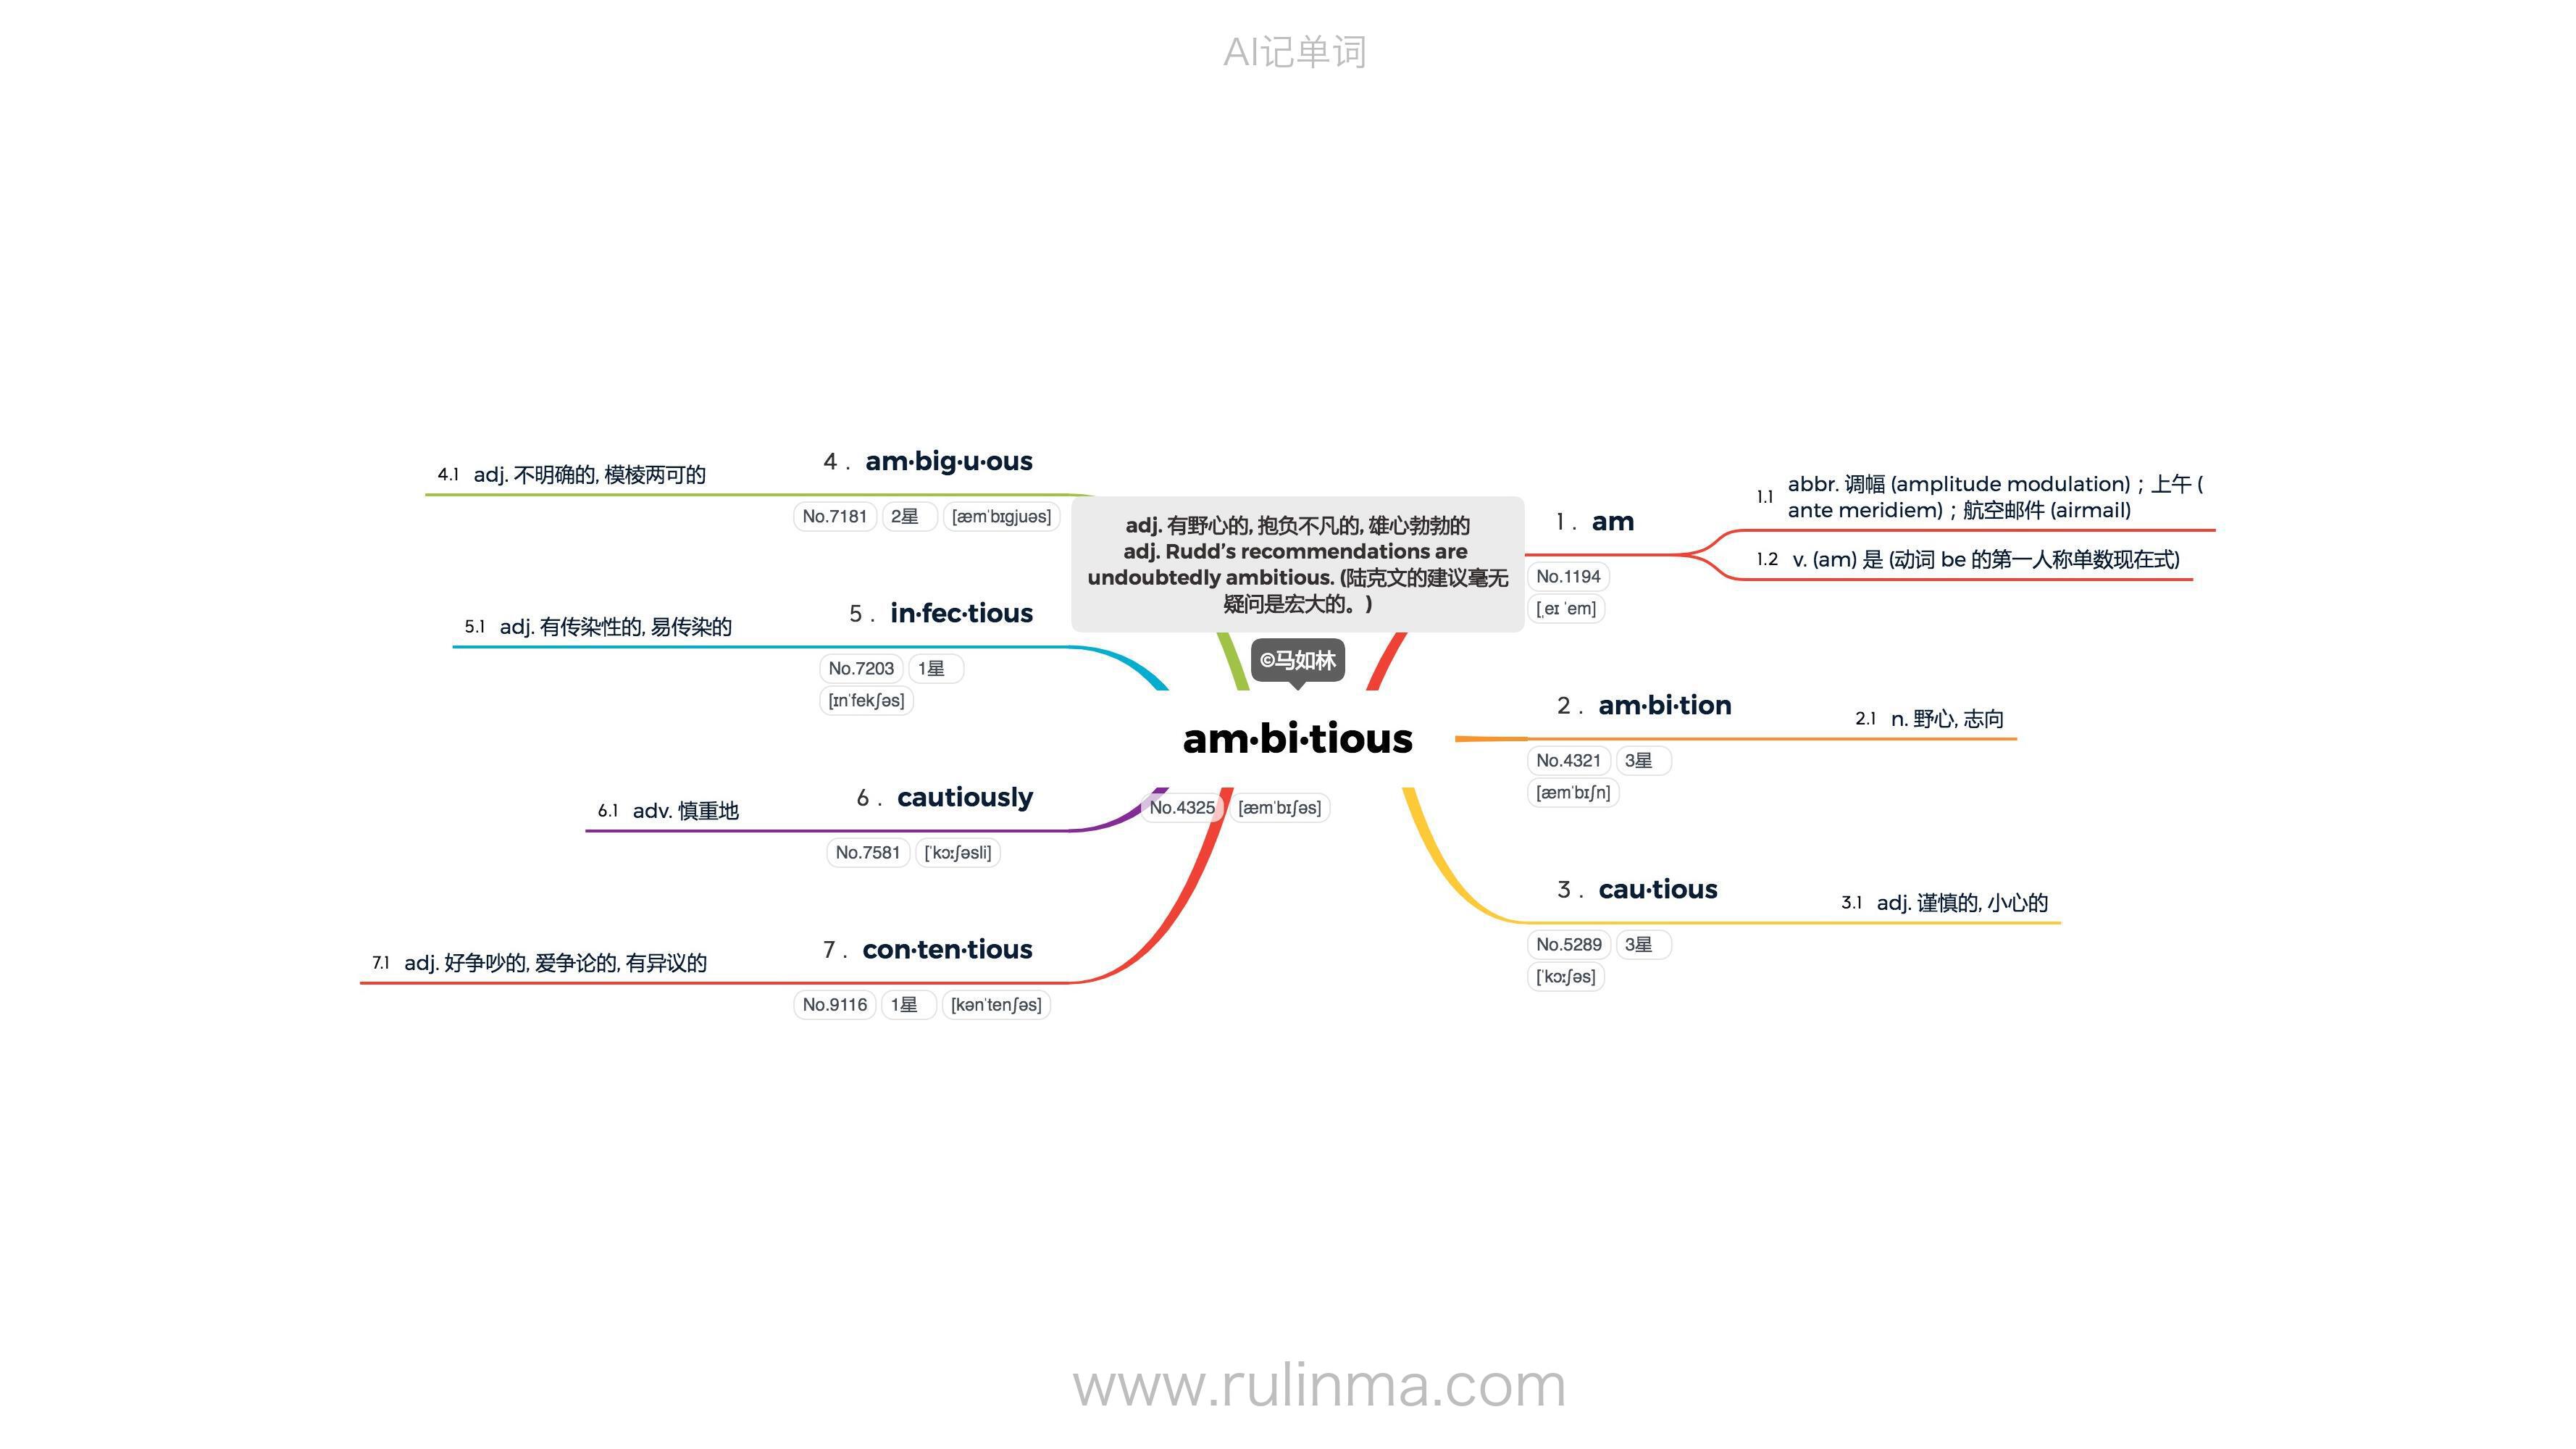 AI记单词
adj. 有野心的, 抱负不凡的, 雄心勃勃的
adj. Rudd’s recommendations are
undoubtedly ambitious. (陆克文的建议毫无
疑问是宏大的。)
©马如林
am·bi·tious
No.4325 [æmˈbɪʃəs]
1 . am
No.1194
[ˌeɪ ˈem]
1.1 abbr. 调幅 (amplitude modulation)；上午 (
ante meridiem)；航空邮件 (airmail)
1.2 v. (am) 是 (动词 be 的第一人称单数现在式)
2 . am·bi·tion
No.4321 3星
[æmˈbɪʃn]
2.1 n. 野心, 志向
3 . cau·tious
No.5289 3星
[ˈkɔːʃəs]
3.1 adj. 谨慎的, 小心的
4 . am·big·u·ous
No.7181 2星 [æmˈbɪɡjuəs]
4.1 adj. 不明确的, 模棱两可的
5 . in·fec·tious
No.7203 1星
[ɪnˈfekʃəs]
5.1 adj. 有传染性的, 易传染的
6 . cautiously
No.7581 [ˈkɔːʃəsli]
6.1 adv. 慎重地
7 . con·ten·tious
No.9116 1星 [kənˈtenʃəs]
7.1 adj. 好争吵的, 爱争论的, 有异议的
www.rulinma.com